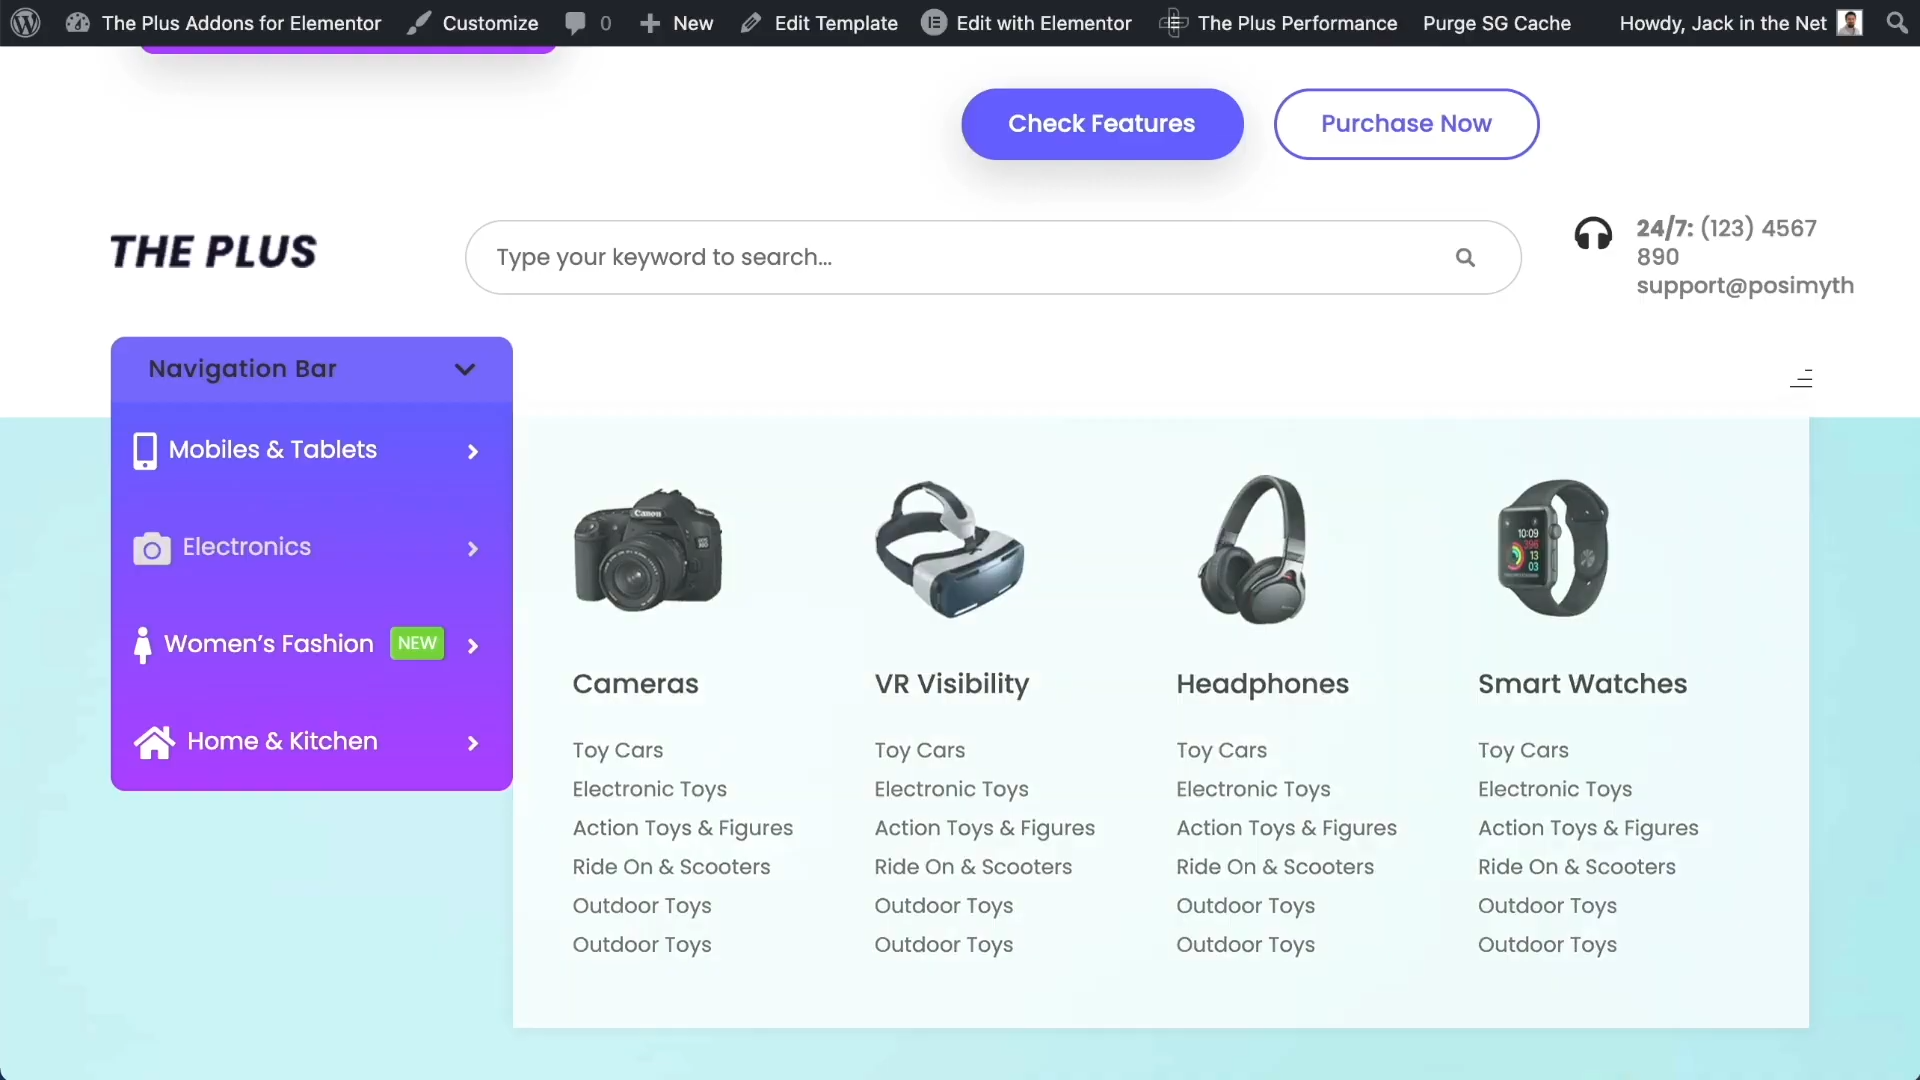 The Plus Addons for Elementor Customize 0 New Edit Template Edit with Elementor The Plus Performance Purge SG Cache Howdy, Jack in the Net
Check Features Purchase Now
THE PLUS
Type your keyword to search...
24/7: (123) 4567
890
support@posimyth
Navigation Bar
Mobiles & Tablets
Electronics
Women's Fashion NEW
Home & Kitchen
Canon
10:09
396
13
03
Cameras
Toy Cars
Electronic Toys
Action Toys & Figures
Ride On & Scooters
Outdoor Toys
Outdoor Toys
VR Visibility
Toy Cars
Electronic Toys
Action Toys & Figures
Ride On & Scooters
Outdoor Toys
Outdoor Toys
Headphones
Toy Cars
Electronic Toys
Action Toys & Figures
Ride On & Scooters
Outdoor Toys
Outdoor Toys
Smart Watches
Toy Cars
Electronic Toys
Action Toys & Figures
Ride On & Scooters
Outdoor Toys
Outdoor Toys